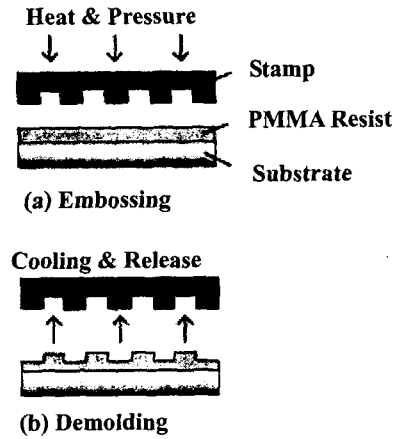 Heat & Pressure
Stamp
PMMA Resist
Substrate
(a) Embossing
Cooling & Release
(b) Demolding